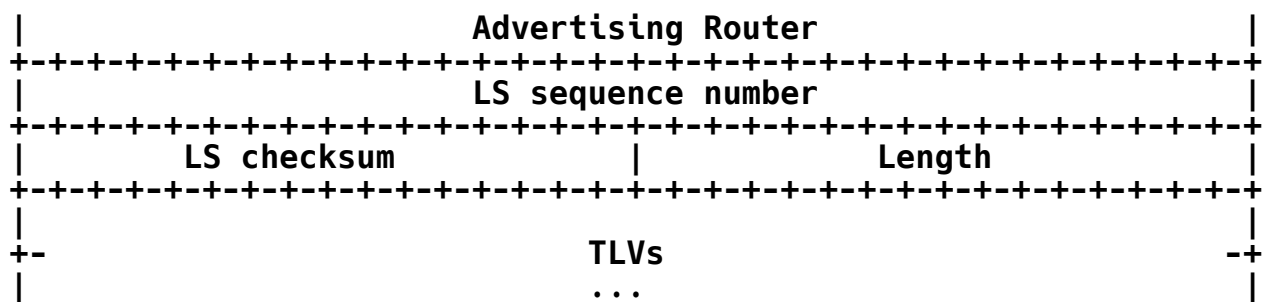 |                        Advertising Router                     |
+-+-+-+-+-+-+-+-+-+-+-+-+-+-+-+-+-+-+-+-+-+-+-+-+-+-+-+-+-+-+-+-+
|                        LS sequence number                     |
+-+-+-+-+-+-+-+-+-+-+-+-+-+-+-+-+-+-+-+-+-+-+-+-+-+-+-+-+-+-+-+-+
|         LS checksum           |             Length            |
+-+-+-+-+-+-+-+-+-+-+-+-+-+-+-+-+-+-+-+-+-+-+-+-+-+-+-+-+-+-+-+-+
|                                                               |
+-                            TLVs                             -+
|                             ...                               |